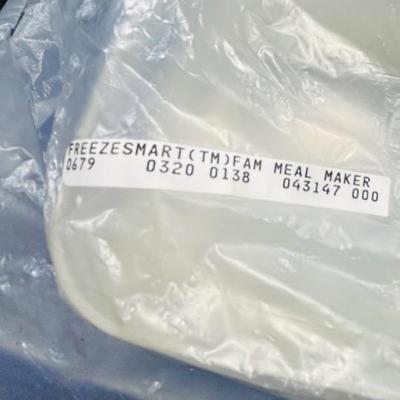 FREEZESMART(TM)FAM MEAL MAKER
0679 0320 0138 043147 000